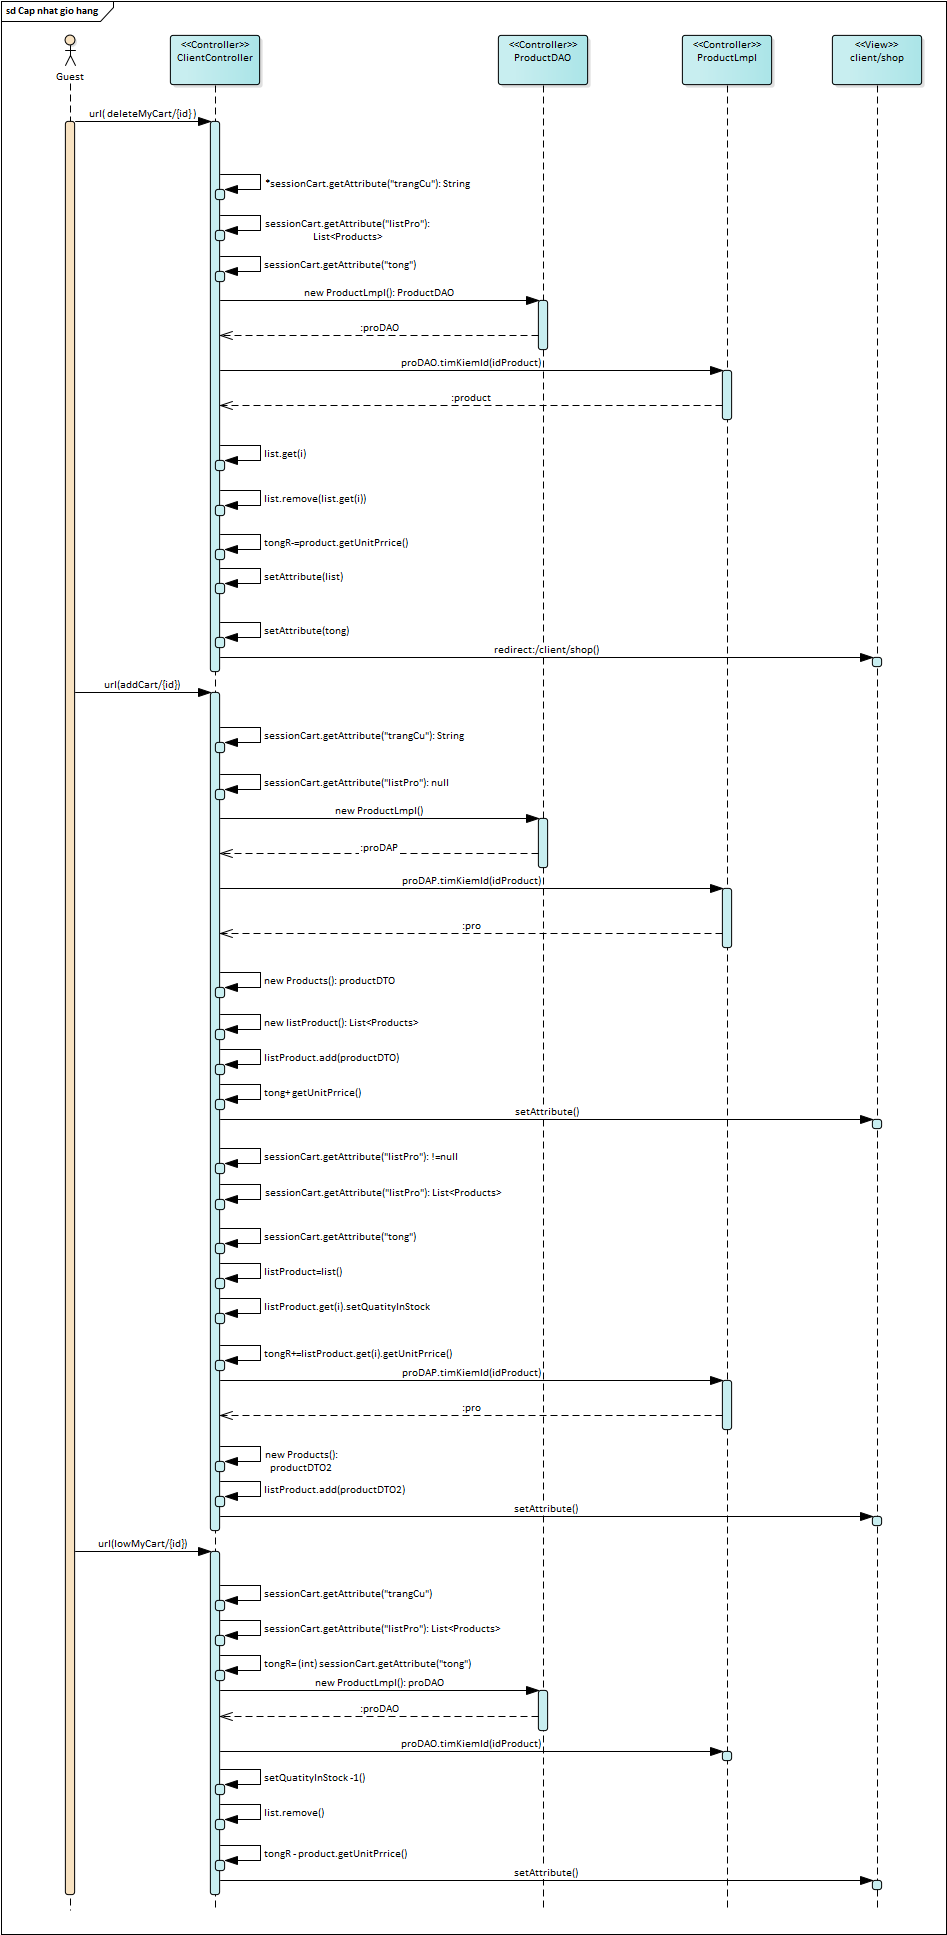 sd Cap nhat gio hang
Guest
<<Controller>>
ClientController
<<Controller>>
ProductDAO
<<Controller>>
ProductLmpl
<<View>>
client/shop
url( deleteMyCart/{id} )
*sessionCart.getAttribute("trangCu"): String
sessionCart.getAttribute("listPro"):
List<Products>
sessionCart.getAttribute("tong")
new ProductLmpl(): ProductDAO
:proDAO
proDAO.timKiemId(idProduct)
:product
list.get(i)
list.remove(list.get(i))
tongR-=product.getUnitPrrice()
setAttribute(list)
setAttribute(tong)
redirect:/client/shop()
url(addCart/{id})
sessionCart.getAttribute("trangCu"): String
sessionCart.getAttribute("listPro"): null
new ProductLmpl()
:proDAP
proDAP.timKiemId(idProduct)
:pro
new Products(): productDTO
new listProduct(): List<Products>
listProduct.add(productDTO)
tong+ getUnitPrrice()
setAttribute()
sessionCart.getAttribute("listPro"): !=null
sessionCart.getAttribute("listPro"): List<Products>
sessionCart.getAttribute("tong")
listProduct=list()
listProduct.get(i).setQuatityInStock
tongR+=listProduct.get(i).getUnitPrrice()
proDAP.timKiemId(idProduct)
:pro
new Products():
productDTO2
listProduct.add(productDTO2)
setAttribute()
url(lowMyCart/{id})
sessionCart.getAttribute("trangCu")
sessionCart.getAttribute("listPro"): List<Products>
tongR= (int) sessionCart.getAttribute("tong")
new ProductLmpl(): proDAO
:proDAO
proDAO.timKiemId(idProduct)
setQuatityInStock -1()
list.remove()
tongR - product.getUnitPrrice()
setAttribute()